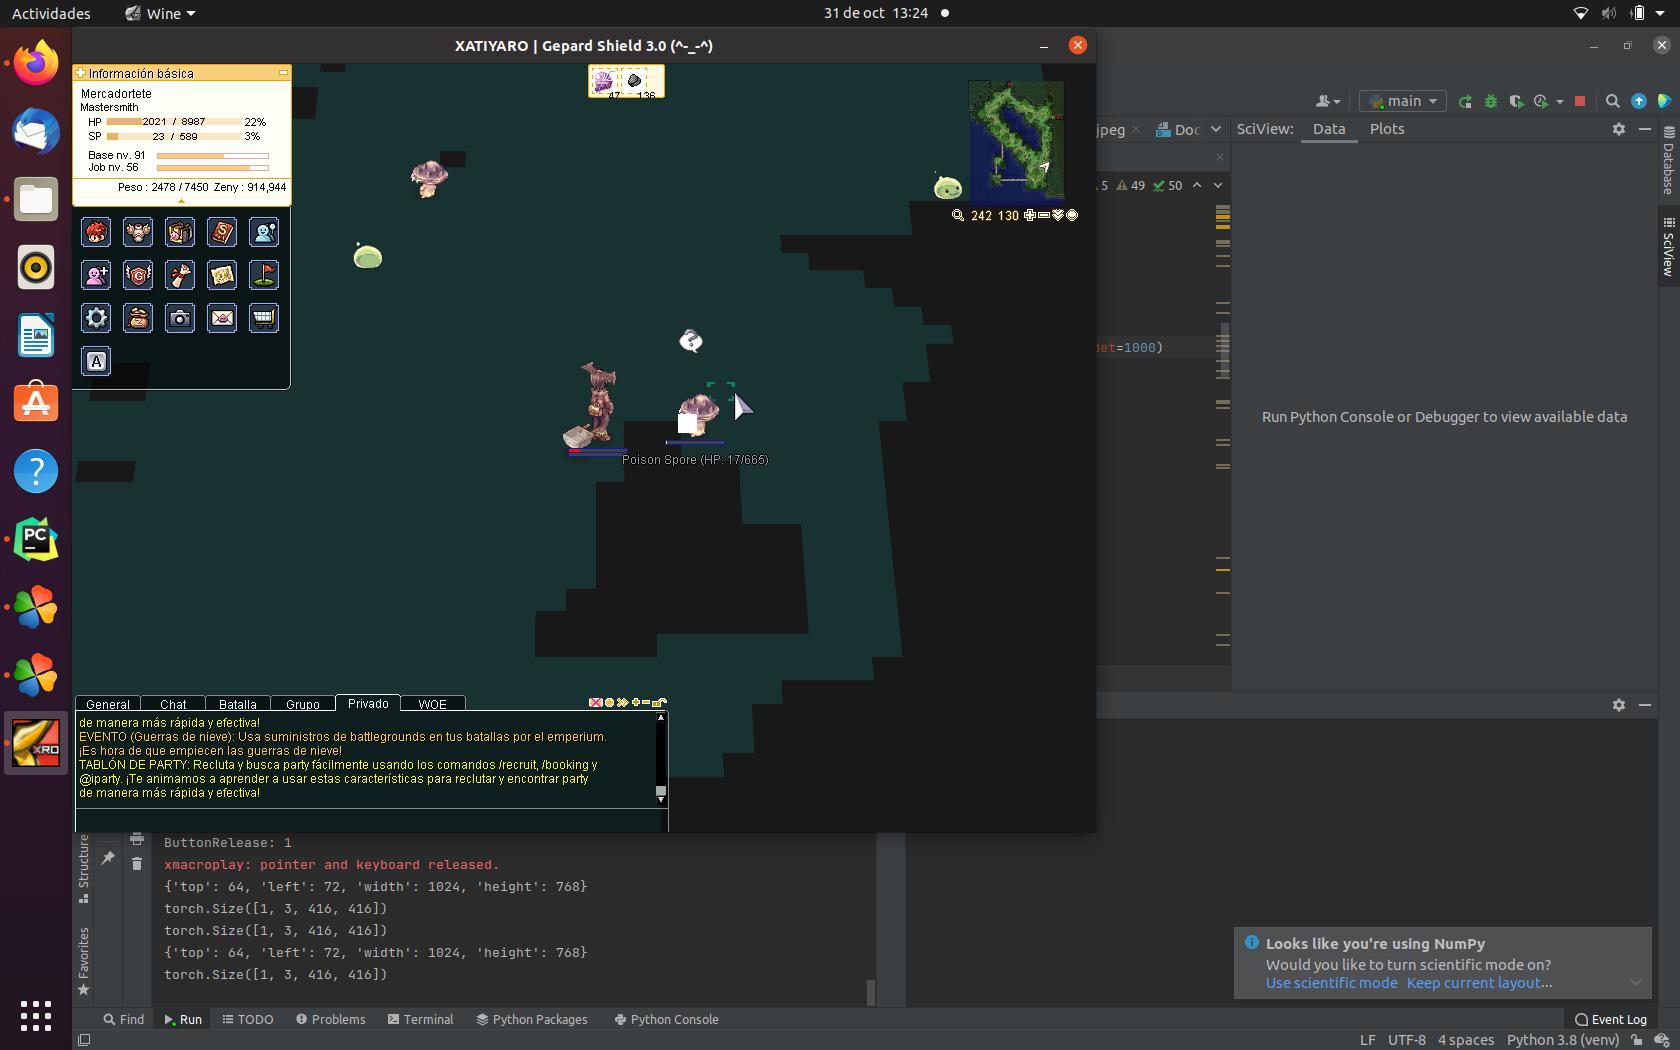 Actividades
Wine
31 de oct 13:24
XATIYARO | Gepard Shield 3.0 (^-_-^)
Información básica
Mercadortete
Mastersmith
HP 2021 / 8987 22%
SP 23 / 589 3%
Base nv. 91
Job nv. 56
Peso : 2478 / 7450 Zeny : 914,944
47 136
242 130
Poison Spore (HP: 17/665)
General Chat Batalla Grupo Privado WOE
de manera más rápida y efectiva!
EVENTO (Guerras de nieve): Usa suministros de battlegrounds en tus batallas por el emperium.
¡Es hora de que empiecen las guerras de nieve!
TABLÓN DE PARTY: Recluta y busca party fácilmente usando los comandos /recruit, /booking y
@iparty. ¡Te animamos a aprender a usar estas características para reclutar y encontrar party
de manera más rápida y efectiva!
main
jpeg
Doc
SciView: Data Plots
5 49 50
det=1000)
Run Python Console or Debugger to view available data
Database
SciView
Structure
Favorites
ButtonRelease: 1
xmacroplay: pointer and keyboard released.
{'top': 64, 'left': 72, 'width': 1024, 'height': 768}
torch.Size([1, 3, 416, 416])
torch.Size([1, 3, 416, 416])
{'top': 64, 'left': 72, 'width': 1024, 'height': 768}
torch.Size([1, 3, 416, 416])
Looks like you're using NumPy
Would you like to turn scientific mode on?
Use scientific mode Keep current layout...
Find Run TODO Problems Terminal Python Packages Python Console
Event Log
LF UTF-8 4 spaces Python 3.8 (venv)
PC
XRO
A